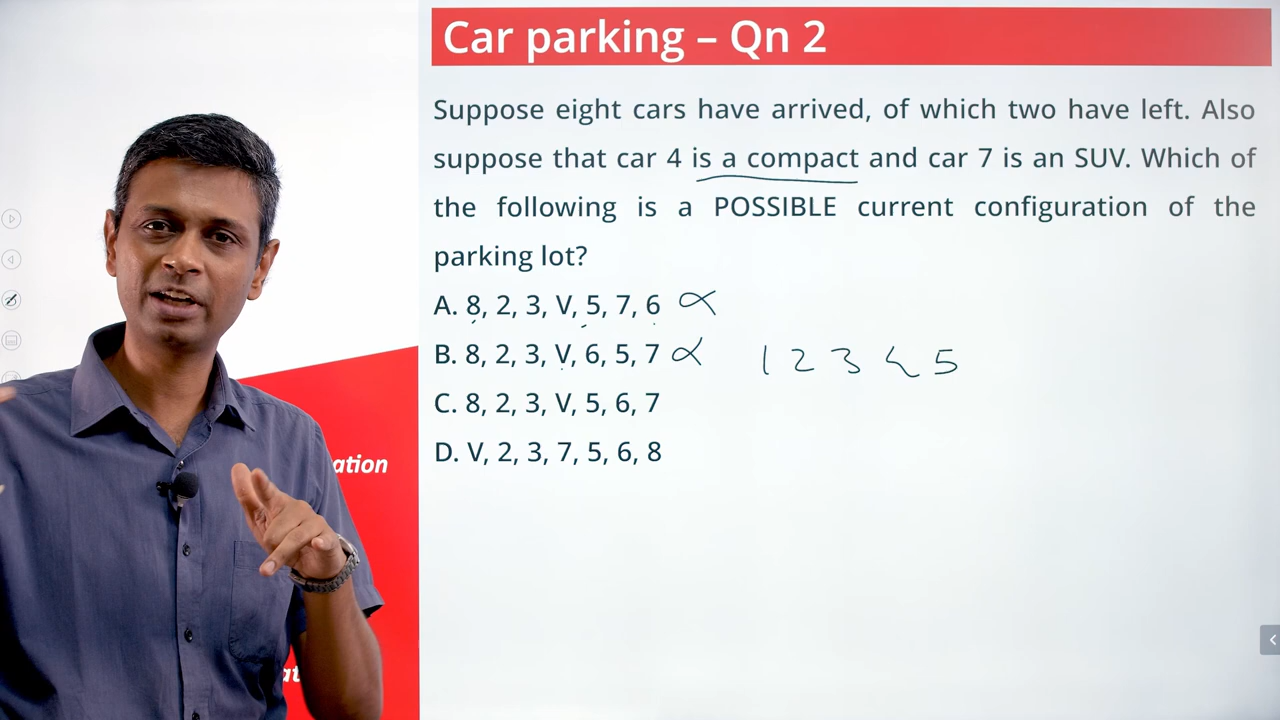 Car parking – Qn 2
Suppose eight cars have arrived, of which two have left. Also
suppose that car 4 is a compact and car 7 is an SUV. Which of
the following is a POSSIBLE current configuration of the
parking lot?
A. 8, 2, 3, V, 5, 7, 6
B. 8, 2, 3, V, 6, 5, 7
1 2 3 4 5
C. 8, 2, 3, V, 5, 6, 7
D. V, 2, 3, 7, 5, 6, 8
ation
at